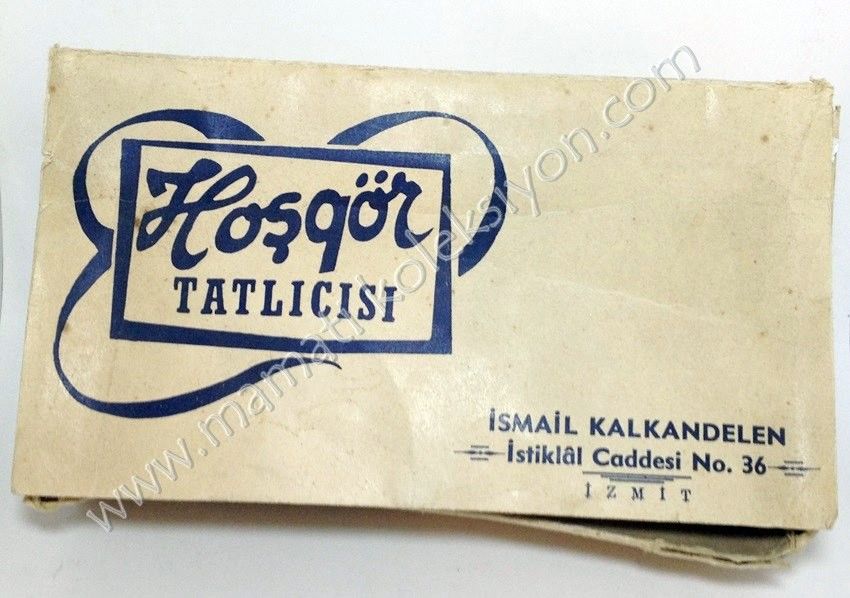 Hoşgör
TATLICISI
İSMAİL KALKANDELEN
İstiklâl Caddesi No. 36
İZMİT
www.mamatikoleksiyon.com